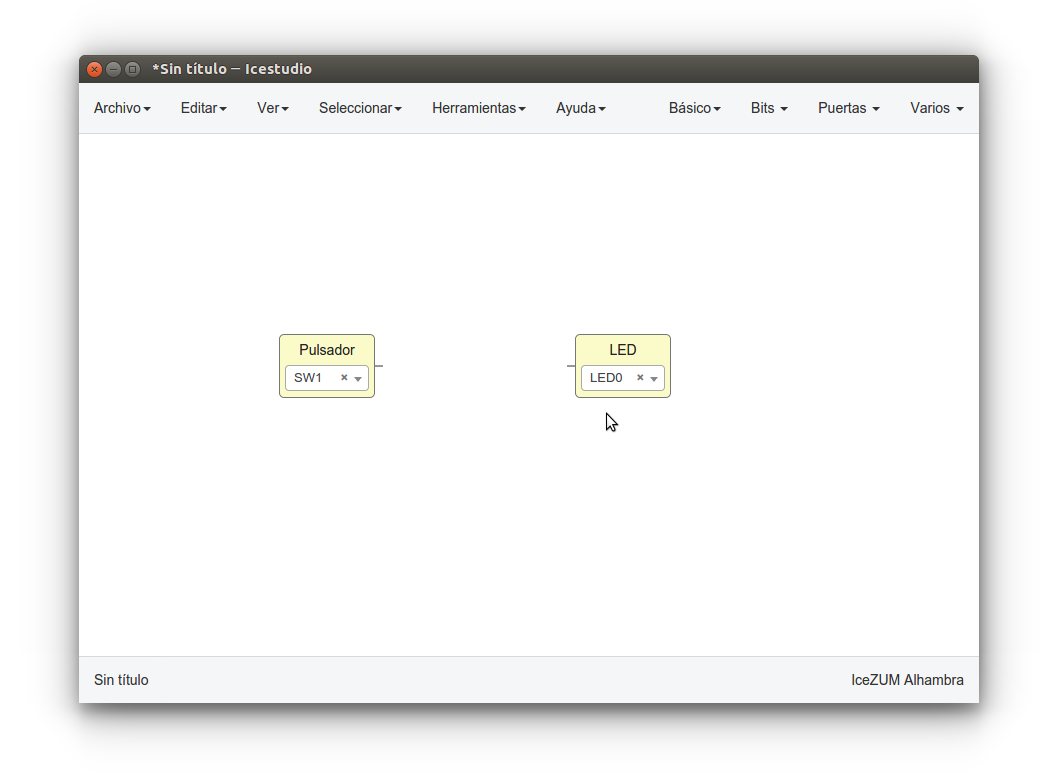 *Sin título — Icestudio
Archivo Editar Ver Seleccionar Herramientas Ayuda Básico Bits Puertas Varios
Pulsador LED
SW1 LED0
Sin título IceZUM Alhambra